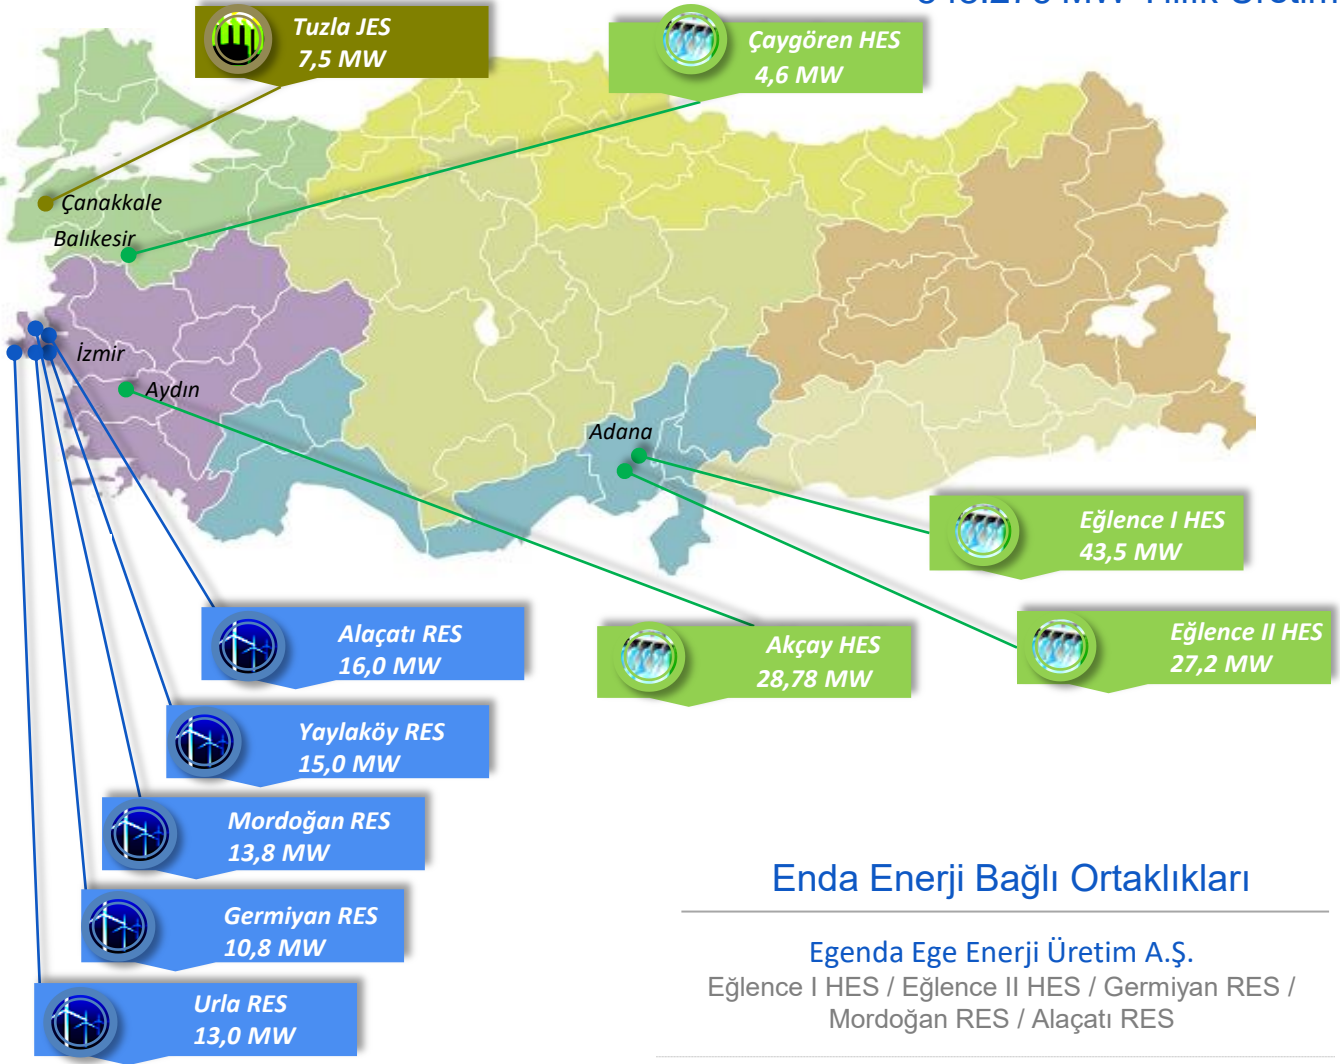 Tuzla JES
7,5 MW
Çaygören HES
4,6 MW
Çanakkale
Balıkesir
İzmir
Aydın
Adana
Eğlence I HES
43,5 MW
Alaçatı RES
16,0 MW
Akçay HES
28,78 MW
Eğlence II HES
27,2 MW
Yaylaköy RES
15,0 MW
Mordoğan RES
13,8 MW
Germiyan RES
10,8 MW
Urla RES
13,0 MW
Enda Enerji Bağlı Ortaklıkları
Egenda Ege Enerji Üretim A.Ş.
Eğlence I HES / Eğlence II HES / Germiyan RES /
Mordoğan RES / Alaçatı RES